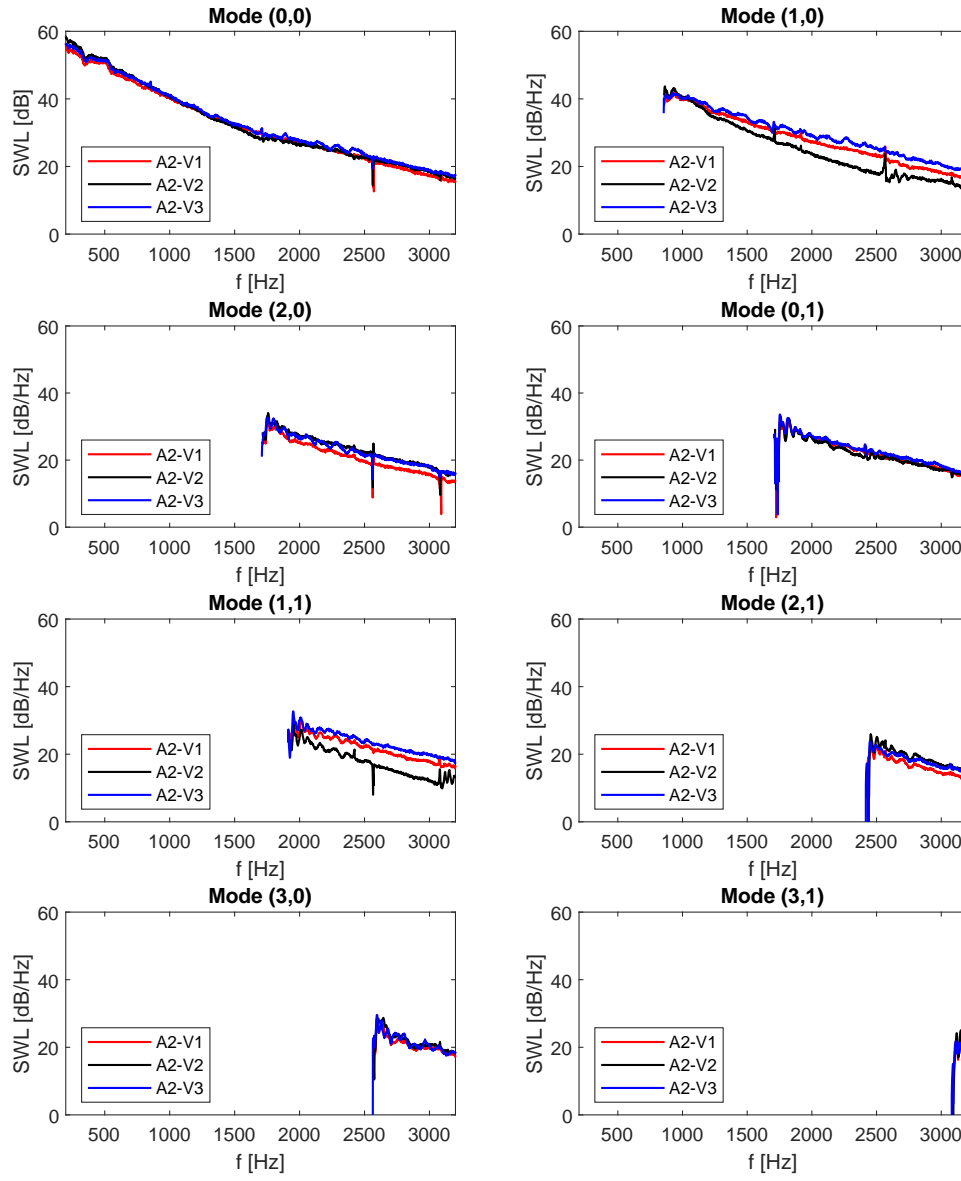 Mode (0,0)
60
40
20
0
SWL [dB]
A2-V1
A2-V2
A2-V3
500 1000 1500 2000 2500 3000
f [Hz]
Mode (1,0)
60
40
20
0
SWL [dB/Hz]
A2-V1
A2-V2
A2-V3
500 1000 1500 2000 2500 3000
f [Hz]
Mode (2,0)
60
40
20
0
SWL [dB/Hz]
A2-V1
A2-V2
A2-V3
500 1000 1500 2000 2500 3000
f [Hz]
Mode (0,1)
60
40
20
0
SWL [dB/Hz]
A2-V1
A2-V2
A2-V3
500 1000 1500 2000 2500 3000
f [Hz]
Mode (1,1)
60
40
20
0
SWL [dB/Hz]
A2-V1
A2-V2
A2-V3
500 1000 1500 2000 2500 3000
f [Hz]
Mode (2,1)
60
40
20
0
SWL [dB/Hz]
A2-V1
A2-V2
A2-V3
500 1000 1500 2000 2500 3000
f [Hz]
Mode (3,0)
60
40
20
0
SWL [dB/Hz]
A2-V1
A2-V2
A2-V3
500 1000 1500 2000 2500 3000
f [Hz]
Mode (3,1)
60
40
20
0
SWL [dB/Hz]
A2-V1
A2-V2
A2-V3
500 1000 1500 2000 2500 3000
f [Hz]